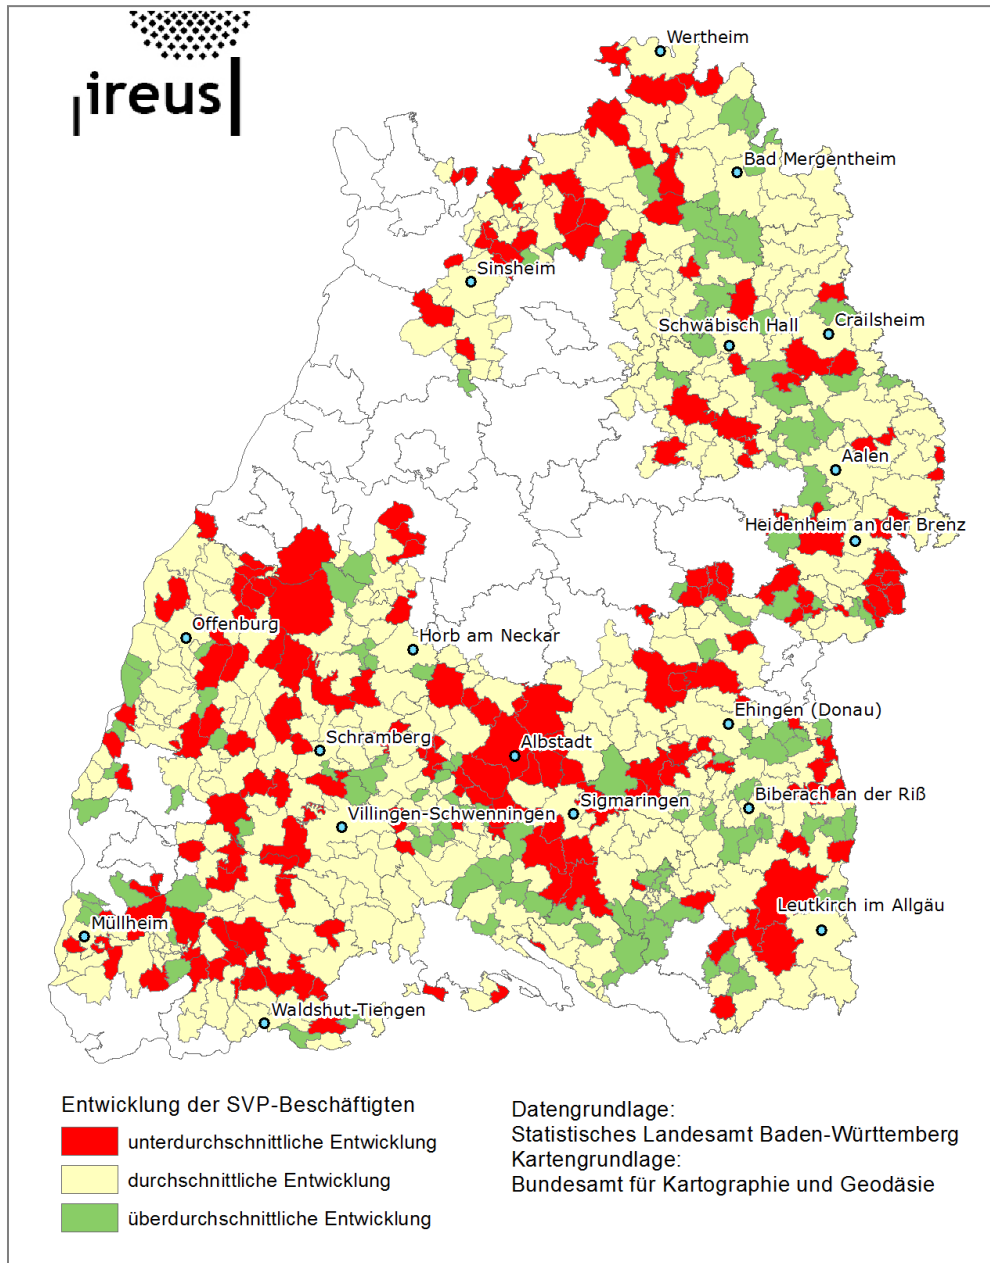 ireus
Wertheim
Bad Mergentheim
Sinsheim
Schwäbisch Hall
Crailsheim
Aalen
Heidenheim an der Brenz
Offenburg
Horb am Neckar
Ehingen (Donau)
Schramberg
Albstadt
Sigmaringen
Biberach an der Riß
Villingen-Schwenningen
Leutkirch im Allgäu
Müllheim
Waldshut-Tiengen
Entwicklung der SVP-Beschäftigten
unterdurchschnittliche Entwicklung
durchschnittliche Entwicklung
überdurchschnittliche Entwicklung
Datengrundlage:
Statistisches Landesamt Baden-Württemberg
Kartengrundlage:
Bundesamt für Kartographie und Geodäsie